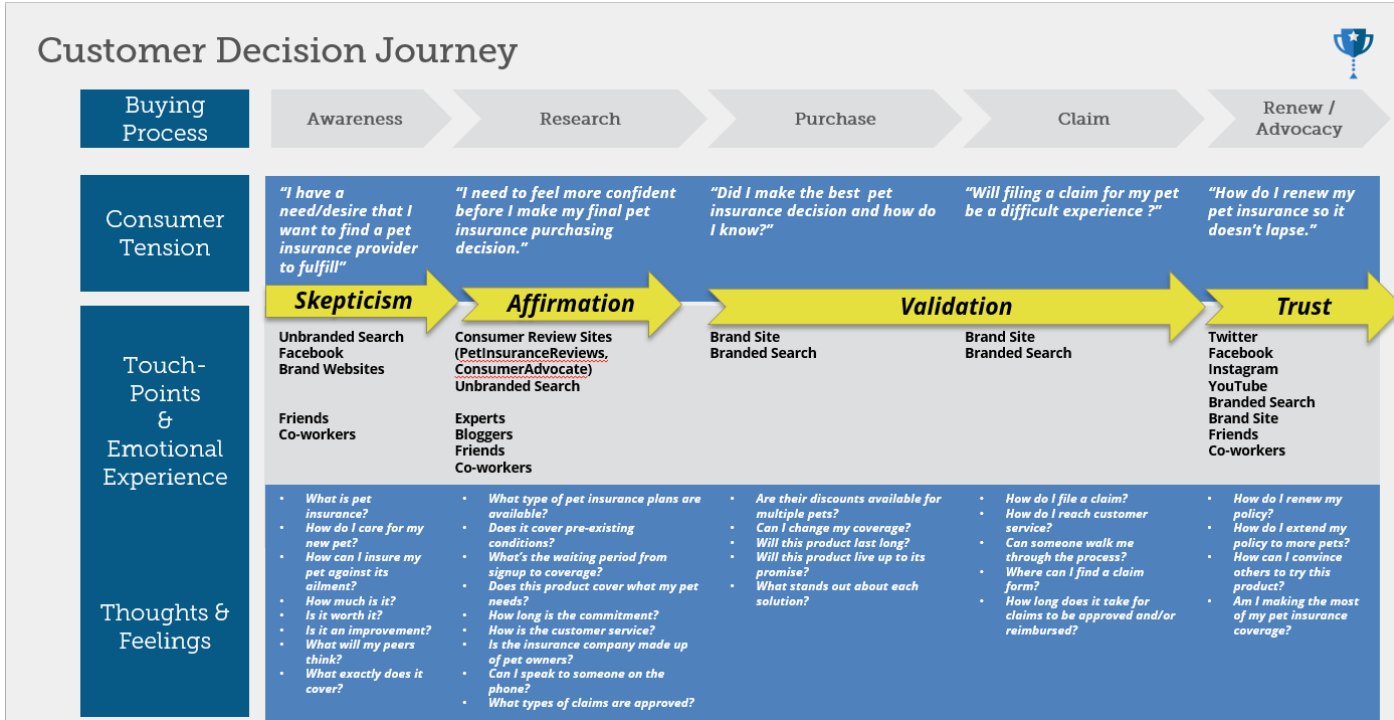 Customer Decision Journey
Buying
Process
Awareness
Research
Purchase
Claim
Renew /
Advocacy
Consumer
Tension
“I have a
need/desire that I
want to find a pet
insurance provider
to fulfill”
“I need to feel more confident
before I make my final pet
insurance purchasing
decision.”
“Did I make the best  pet
insurance decision and how do
I know?”
“Will filing a claim for my pet
be a difficult experience ?”
“How do I renew my
pet insurance so it
doesn’t lapse.”
Skepticism
Affirmation
Validation
Trust
Touch-
Points
&
Emotional
Experience
Unbranded Search
Facebook
Brand Websites
Friends
Co-workers
Consumer Review Sites
(PetInsuranceReviews,
ConsumerAdvocate)
Unbranded Search
Experts
Bloggers
Friends
Co-workers
Brand Site
Branded Search
Brand Site
Branded Search
Twitter
Facebook
Instagram
YouTube
Branded Search
Brand Site
Friends
Co-workers
Thoughts &
Feelings
• What is pet
insurance?
• How do I care for my
new pet?
• How can I insure my
pet against its
ailment?
• How much is it?
• Is it worth it?
• Is it an improvement?
• What will my peers
think?
• What exactly does it
cover?
• What type of pet insurance plans are
available?
• Does it cover pre-existing
conditions?
• What’s the waiting period from
signup to coverage?
• Does this product cover what my pet
needs?
• How long is the commitment?
• How is the customer service?
• Is the insurance company made up
of pet owners?
• Can I speak to someone on the
phone?
• What types of claims are approved?
• Are their discounts available for
multiple pets?
• Can I change my coverage?
• Will this product last long?
• Will this product live up to its
promise?
• What stands out about each
solution?
• How do I file a claim?
• How do I reach customer
service?
• Can someone walk me
through the process?
• Where can I find a claim
form?
• How long does it take for
claims to be approved and/or
reimbursed?
• How do I renew my
policy?
• How do I extend my
policy to more pets?
• How can I convince
others to try this
product?
• Am I making the most
of my pet insurance
coverage?